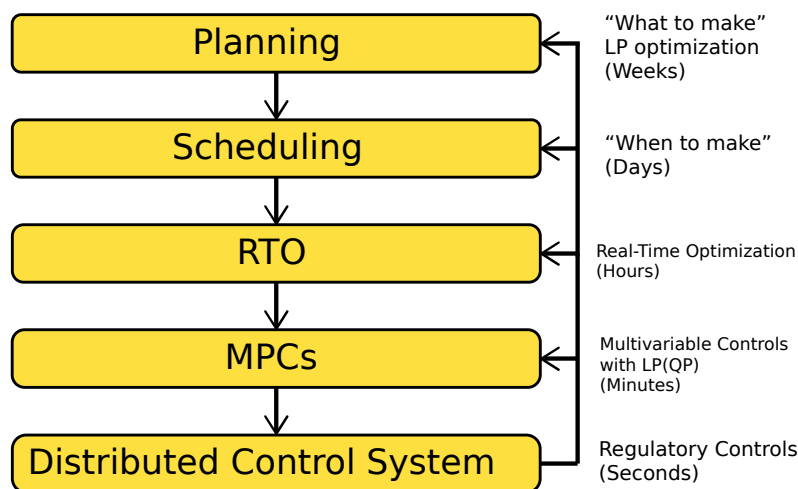 Planning
“What to make”
LP optimization
(Weeks)
Scheduling
“When to make”
(Days)
RTO
Real-Time Optimization
(Hours)
MPCs
Multivariable Controls
with LP(QP)
(Minutes)
Distributed Control System
Regulatory Controls
(Seconds)